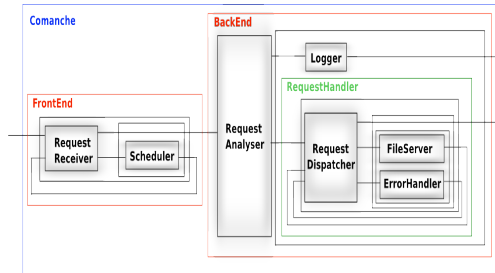 Comanche
BackEnd
Logger
RequestHandler
FrontEnd
Request
Receiver
Scheduler
Request
Analyser
Request
Dispatcher
FileServer
ErrorHandler